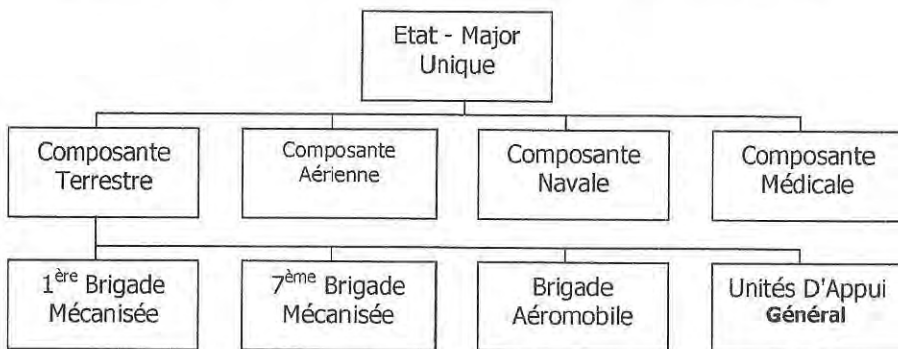 Etat - Major
Unique
Composante
Terrestre
Composante
Aérienne
Composante
Navale
Composante
Médicale
1ère Brigade
Mécanisée
7ème Brigade
Mécanisée
Brigade
Aéromobile
Unités D'Appui
Général